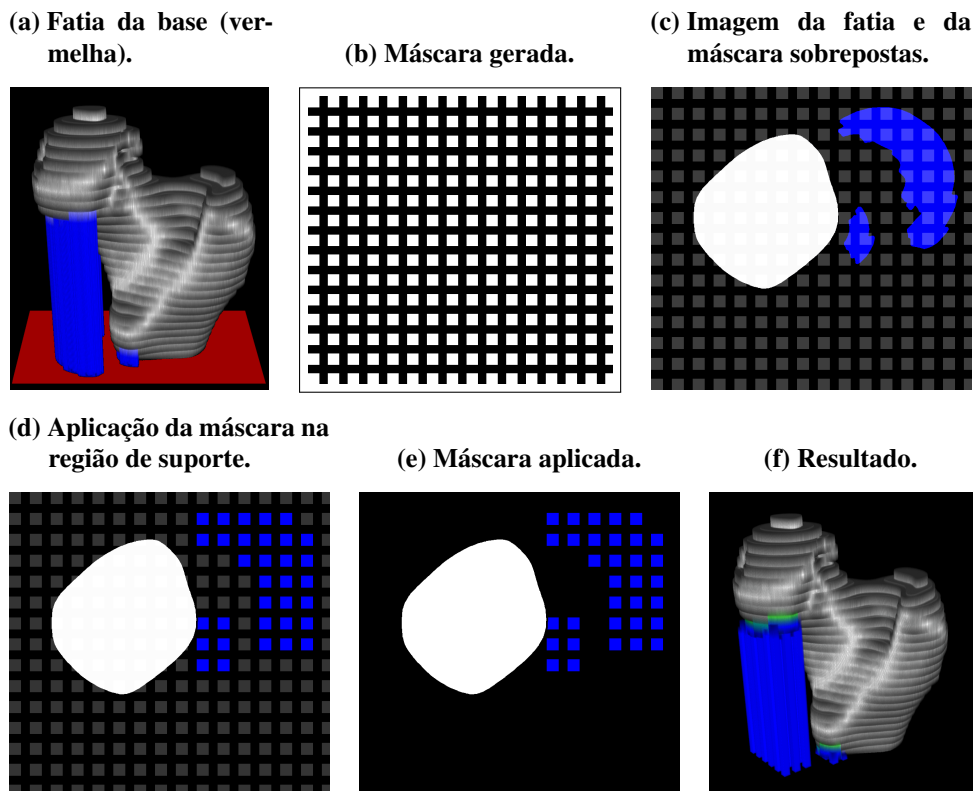 (a) Fatia da base (ver-
melha).
(b) Máscara gerada.
(c) Imagem da fatia e da
máscara sobrepostas.
(d) Aplicação da máscara na
região de suporte.
(e) Máscara aplicada.
(f) Resultado.